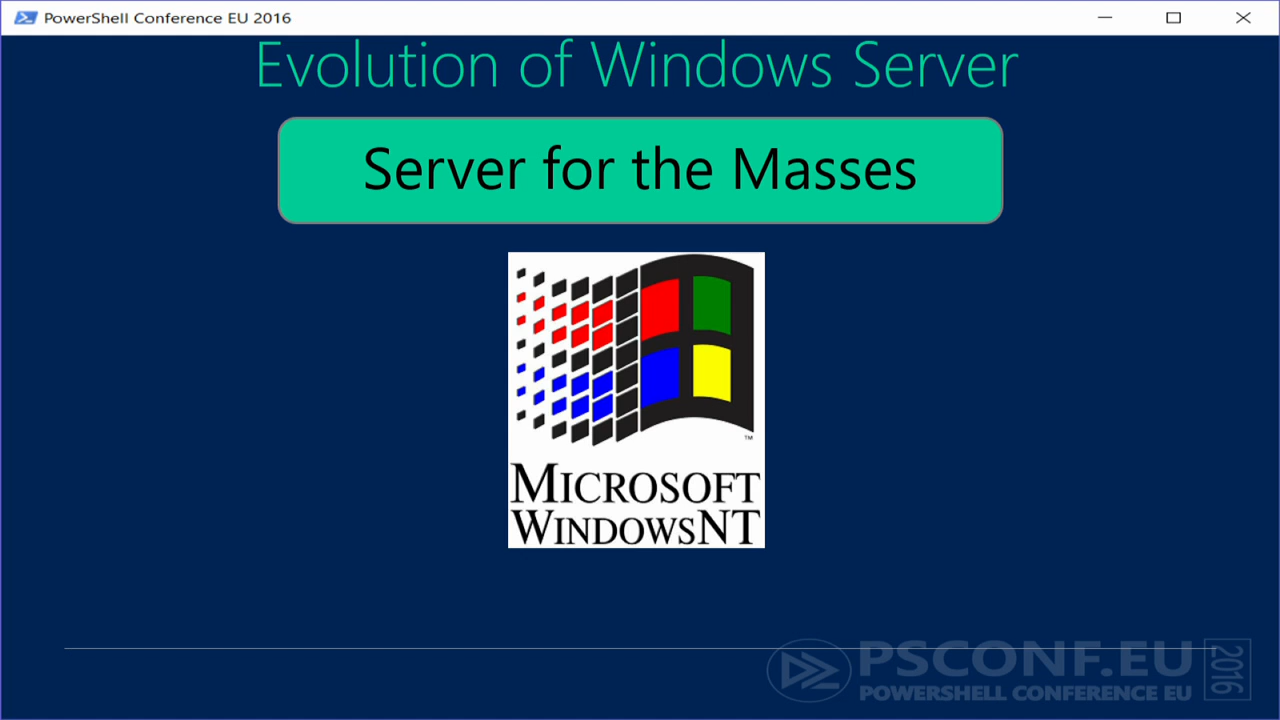 PowerShell Conference EU 2016
Evolution of Windows Server
Server for the Masses
™
MICROSOFT
WINDOWSNT
PSCONF.EU
POWERSHELL CONFERENCE EU
2016